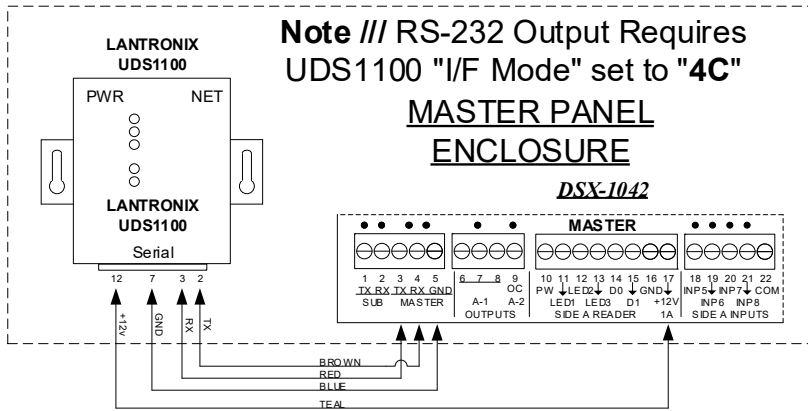 Note /// RS-232 Output Requires
UDS1100 "I/F Mode" set to "4C"
MASTER PANEL
ENCLOSURE
LANTRONIX
UDS1100
PWR NET
LANTRONIX
UDS1100
Serial
12 7 3 2
+12v GND RX TX
DSX-1042
MASTER
1 2 3 4 5 6 7 8 9 10 11 12 13 14 15 16 17 18 19 20 21 22
TX RX TX RX GND OC PW LED2 D0 GND INP5 INP7 COM
SUB MASTER A-1 A-2 LED1 LED3 D1 +12V INP6 INP8
OUTPUTS SIDE A READER 1A SIDE A INPUTS
BROWN
RED
BLUE
TEAL